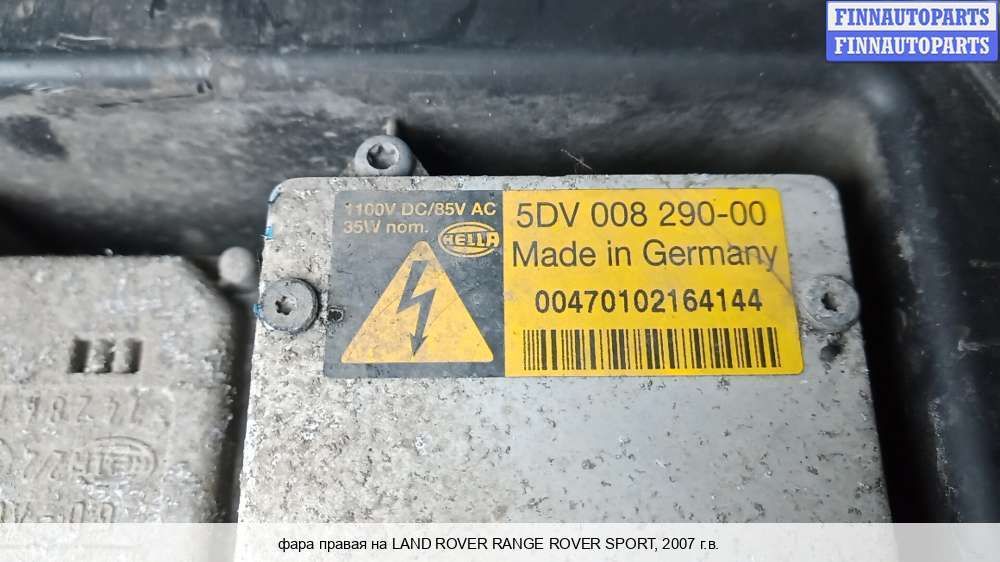 FINNAUTOPARTS
FINNAUTOPARTS
1100V DC/85V AC
35W nom.
HELLA
5DV 008 290-00
Made in Germany
00470102164144
фара правая на LAND ROVER RANGE ROVER SPORT, 2007 г.в.